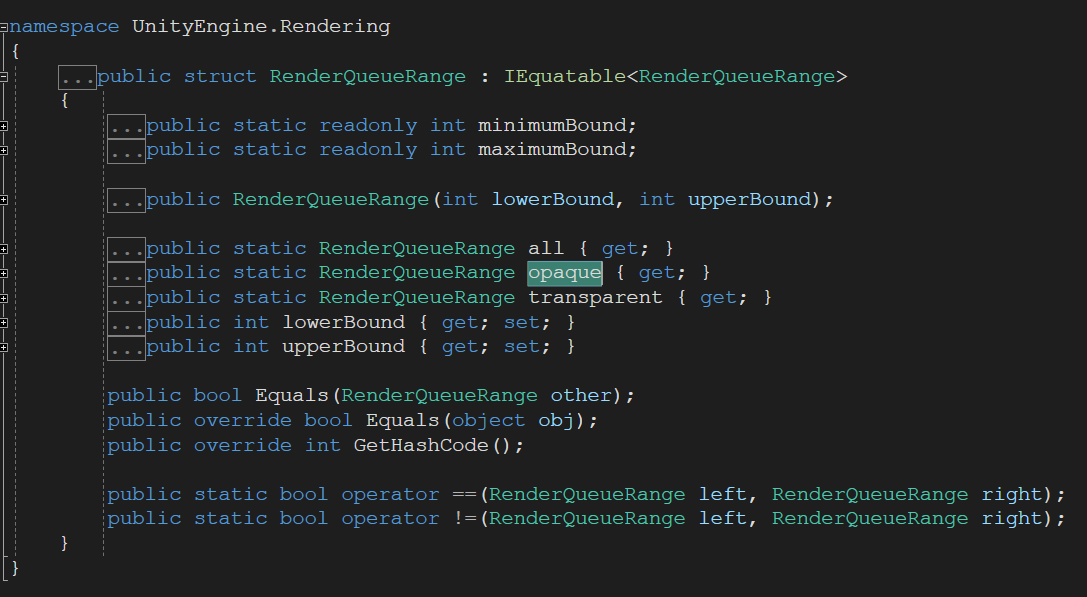 namespace UnityEngine.Rendering
{
...public struct RenderQueueRange : IEquatable<RenderQueueRange>
{
...public static readonly int minimumBound;
...public static readonly int maximumBound;
...public RenderQueueRange(int lowerBound, int upperBound);
...public static RenderQueueRange all { get; }
...public static RenderQueueRange opaque { get; }
...public static RenderQueueRange transparent { get; }
...public int lowerBound { get; set; }
...public int upperBound { get; set; }
public bool Equals(RenderQueueRange other);
public override bool Equals(object obj);
public override int GetHashCode();
public static bool operator ==(RenderQueueRange left, RenderQueueRange right);
public static bool operator !=(RenderQueueRange left, RenderQueueRange right);
}
}